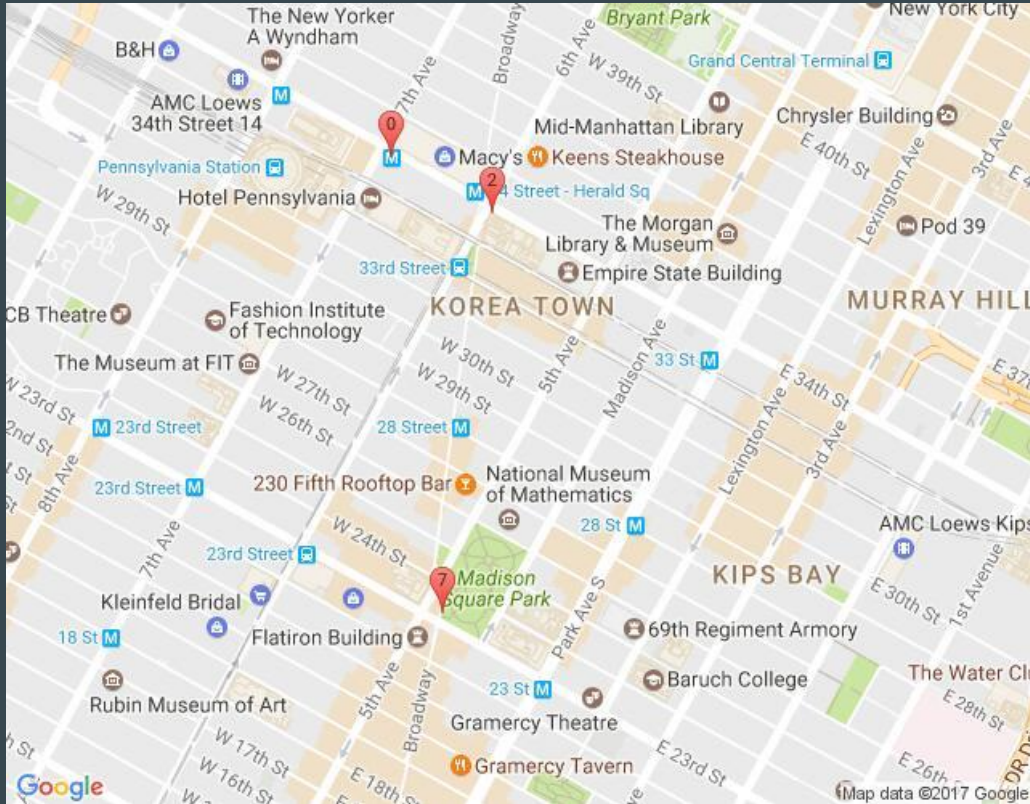 The New Yorker
A Wyndham
B&H
AMC Loews
34th Street 14
7th Ave
Broadway
6th Ave
Bryant Park
W 39th St
New York City
Grand Central Terminal
Mid-Manhattan Library
Chrysler Building
E 40th St
3rd Ave
Lexington Ave
0
M
M
Macy's
Keens Steakhouse
Pennsylvania Station
Hotel Pennsylvania
2
M
4 Street - Herald Sq
W 29th St
The Morgan
Library & Museum
Pod 39
33rd Street
Empire State Building
KOREA TOWN
MURRAY HILL
CB Theatre
Fashion Institute
of Technology
The Museum at FIT
W 30th St
W 29th St
5th Ave
Madison Ave
33 St M
E 34th St
E 37th
W 27th St
W 26th St
W 23rd St
2nd St
M 23rd Street
28 Street M
8th Ave
23rd Street M
230 Fifth Rooftop Bar
National Museum
of Mathematics
Lexington Ave
3rd Ave
28 St M
AMC Loews Kips
W 24th St
23rd Street
7th Ave
7
Madison
Square Park
KIPS BAY
E 30th St
1st Avenue
Kleinfeld Bridal
Flatiron Building
Park Ave S
69th Regiment Armory
18 St M
Rubin Museum of Art
5th Ave
Broadway
23 St M
Baruch College
The Water Clu
E 28th St
Gramercy Theatre
W 17th St
W 16th St
E 18th St
Gramercy Tavern
E 23rd St
E 26th St
h St
Google
Map data ©2017 Google